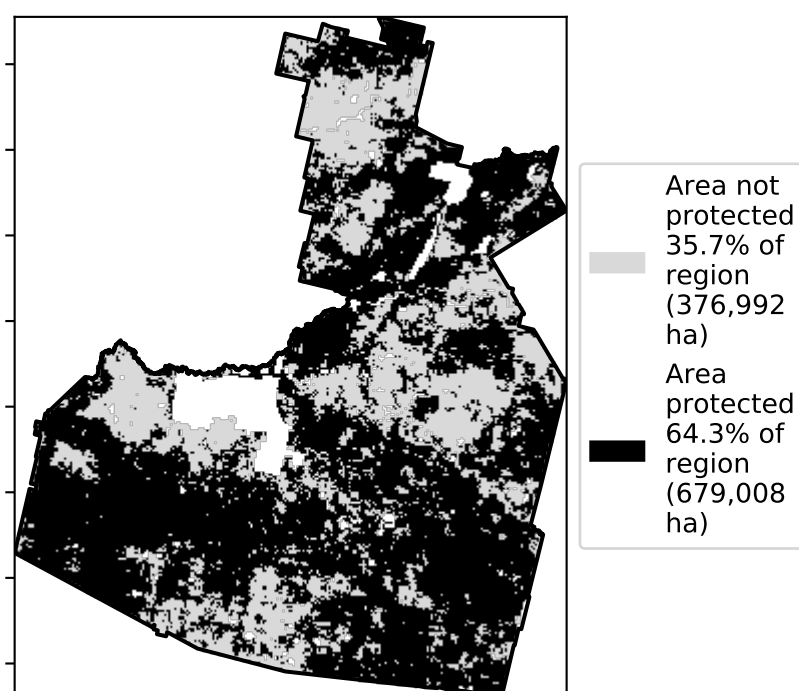 Area not
protected
35.7% of
region
(376,992
ha)
Area
protected
64.3% of
region
(679,008
ha)